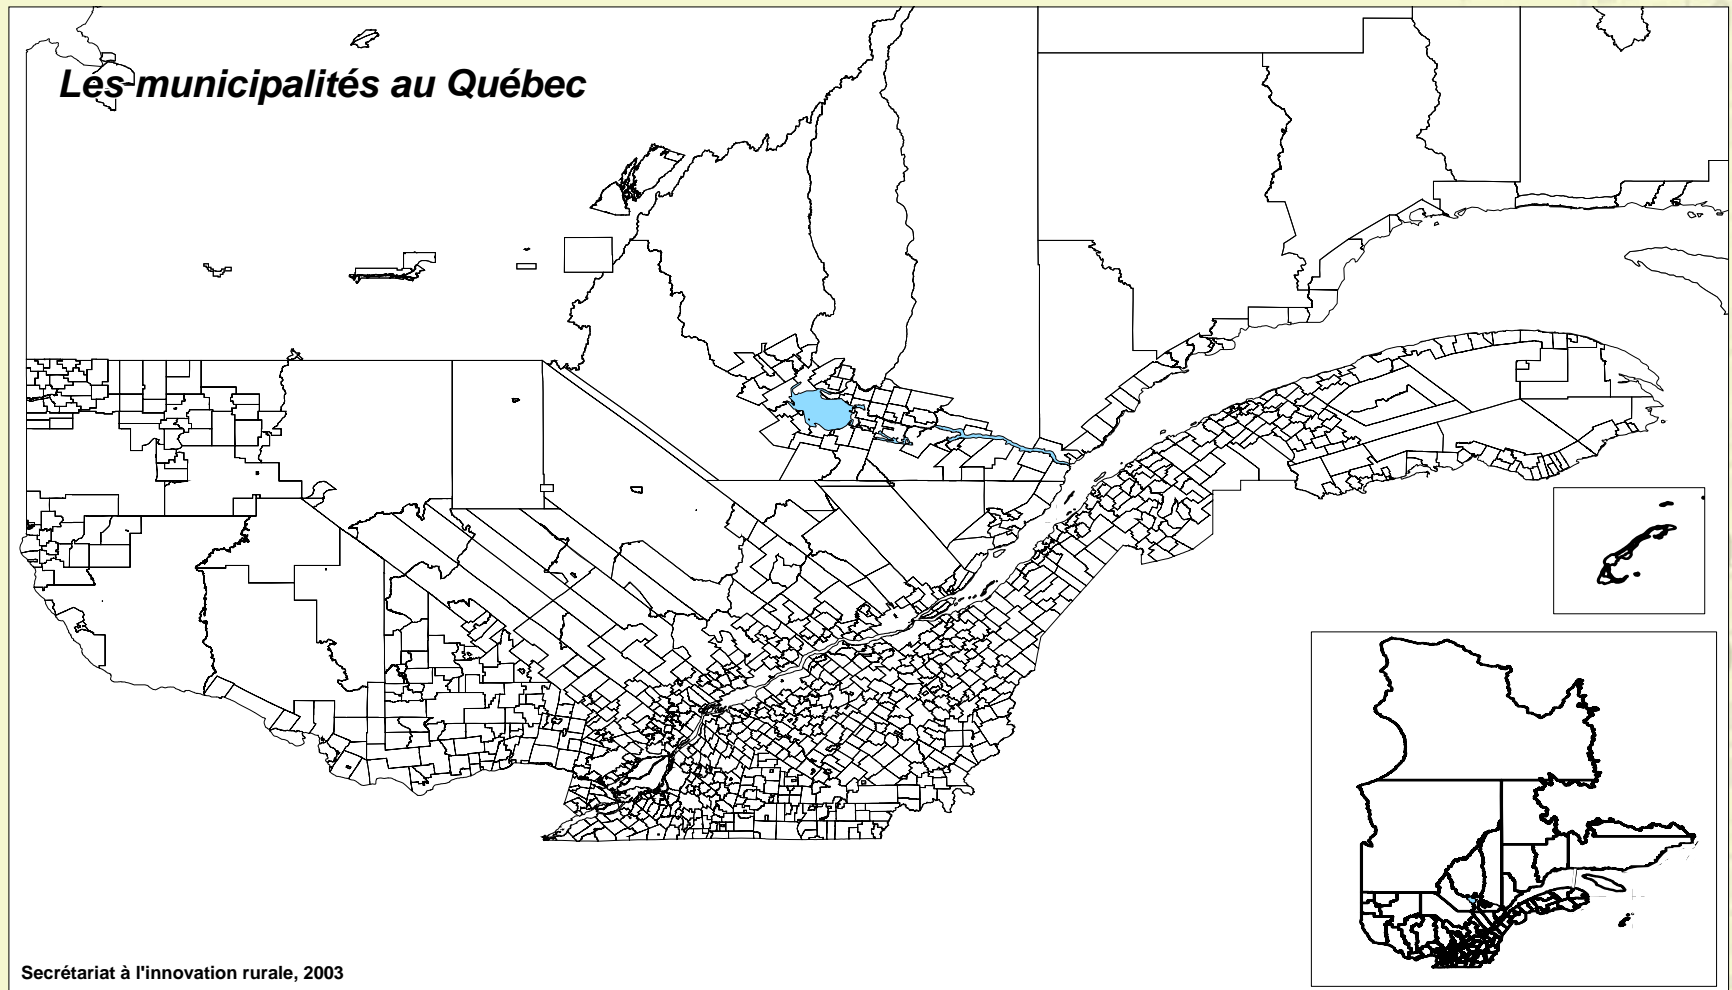 Les municipalités au Québec
Secrétariat à l'innovation rurale, 2003